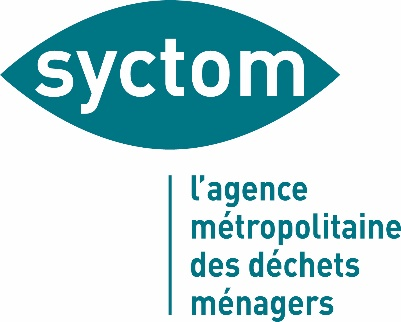 syctom
l'agence
métropolitaine
des déchets
ménagers